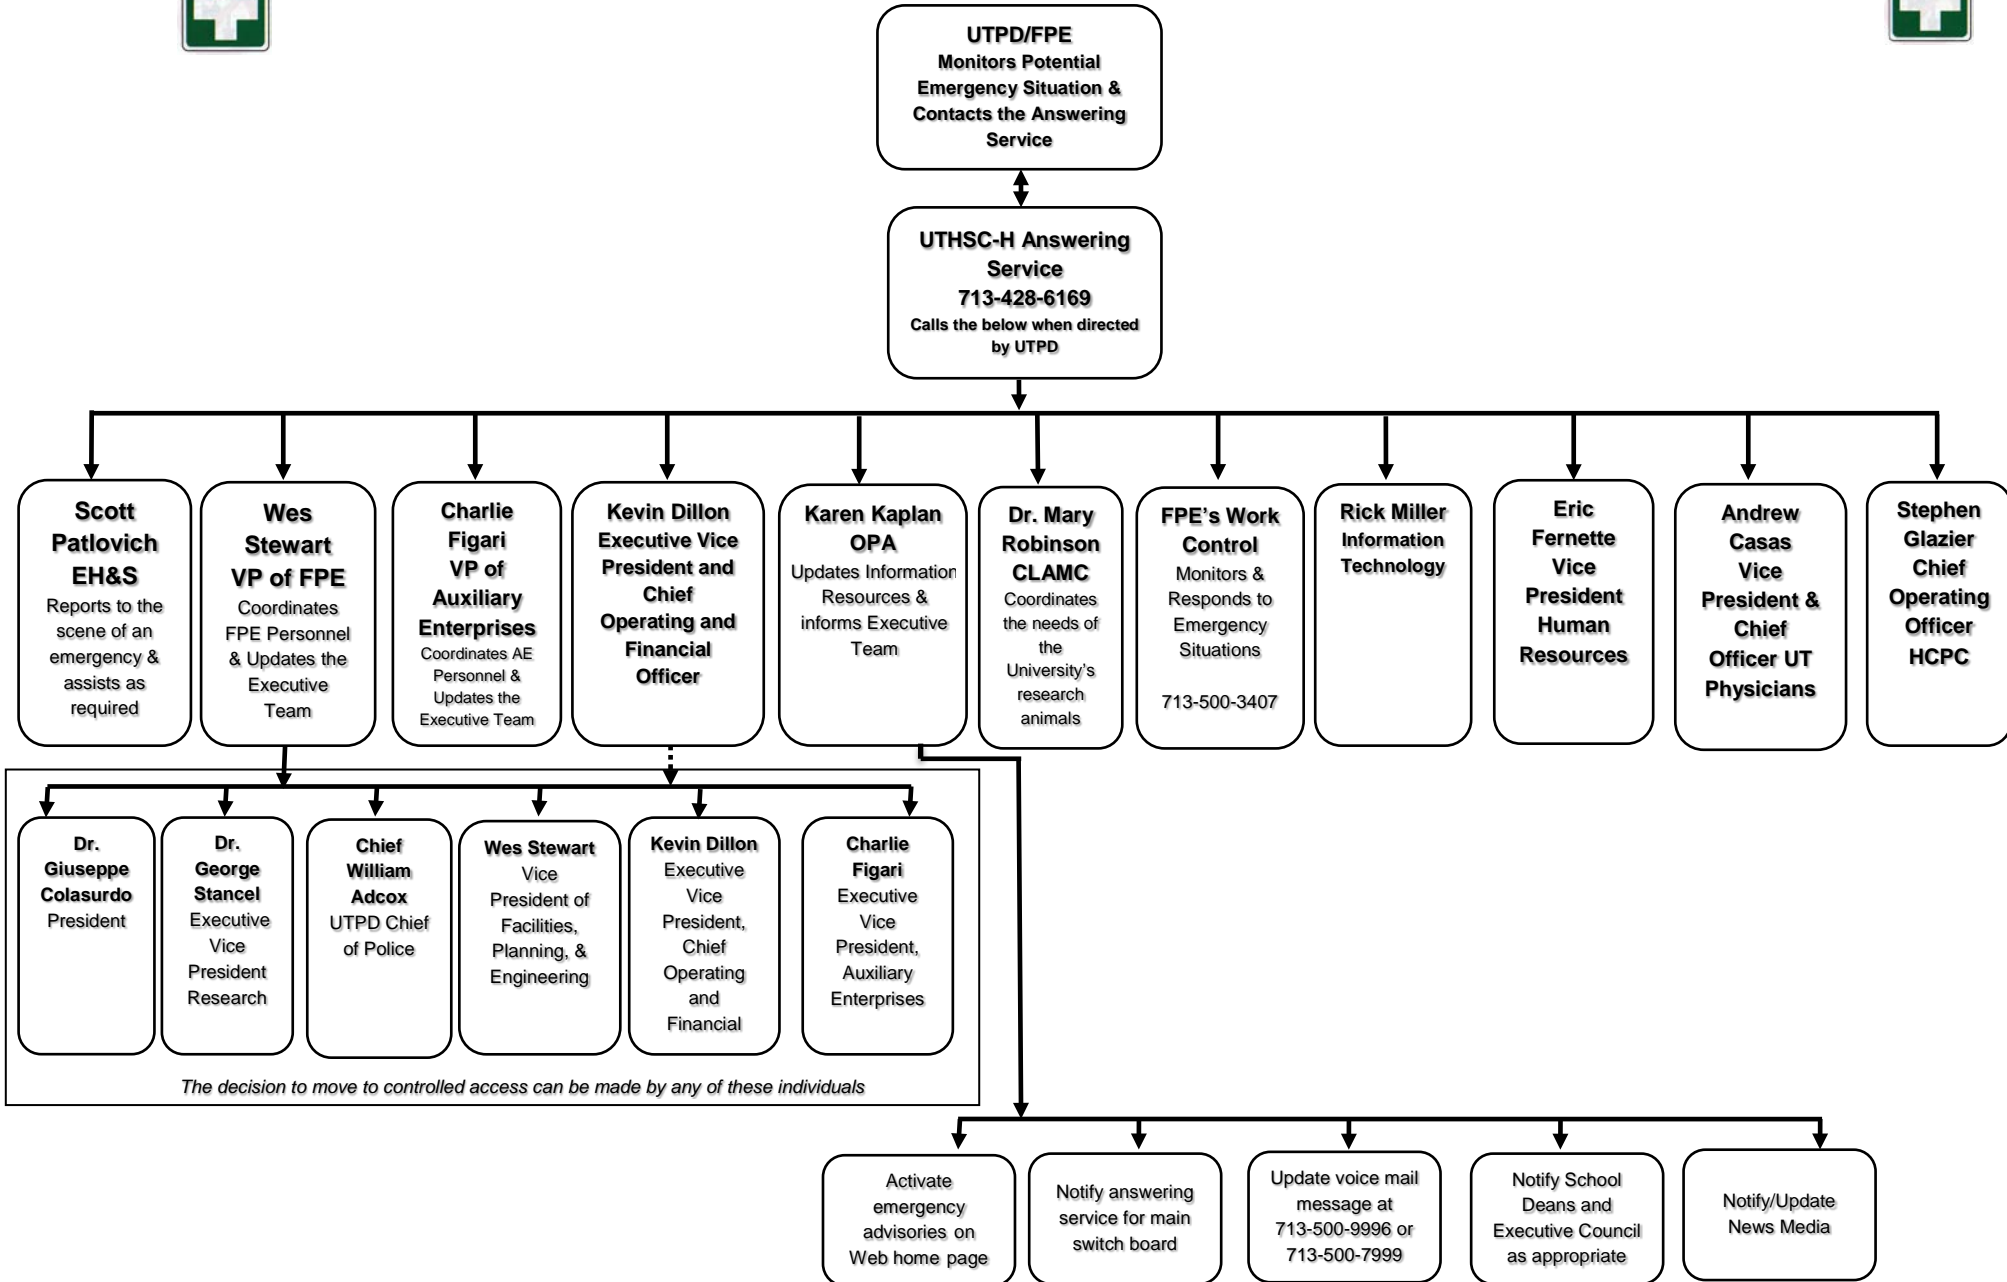 UTPD/FPE
Monitors Potential
Emergency Situation &
Contacts the Answering
Service
UTHSC-H Answering
Service
713-428-6169
Calls the below when directed
by UTPD
Scott
Patlovich
EH&S
Reports to the
scene of an
emergency &
assists as
required
Wes
Stewart
VP of FPE
Coordinates
FPE Personnel
& Updates the
Executive
Team
Charlie
Figari
VP of
Auxiliary
Enterprises
Coordinates AE
Personnel &
Updates the
Executive Team
Kevin Dillon
Executive Vice
President and
Chief
Operating and
Financial
Officer
Karen Kaplan
OPA
Updates Information
Resources &
informs Executive
Team
Dr. Mary
Robinson
CLAMC
Coordinates
the needs of
the
University’s
research
animals
FPE’s Work
Control
Monitors &
Responds to
Emergency
Situations
713-500-3407
Rick Miller
Information
Technology
Eric
Fernette
Vice
President
Human
Resources
Andrew
Casas
Vice
President &
Chief
Officer UT
Physicians
Stephen
Glazier
Chief
Operating
Officer
HCPC
Dr.
Giuseppe
Colasurdo
President
Dr.
George
Stancel
Executive
Vice
President
Research
Chief
William
Adcox
UTPD Chief
of Police
Wes Stewart
Vice
President of
Facilities,
Planning, &
Engineering
Kevin Dillon
Executive
Vice
President,
Chief
Operating
and
Financial
Charlie
Figari
Executive
Vice
President,
Auxiliary
Enterprises
The decision to move to controlled access can be made by any of these individuals
Activate
emergency
advisories on
Web home page
Notify answering
service for main
switch board
Update voice mail
message at
713-500-9996 or
713-500-7999
Notify School
Deans and
Executive Council
as appropriate
Notify/Update
News Media